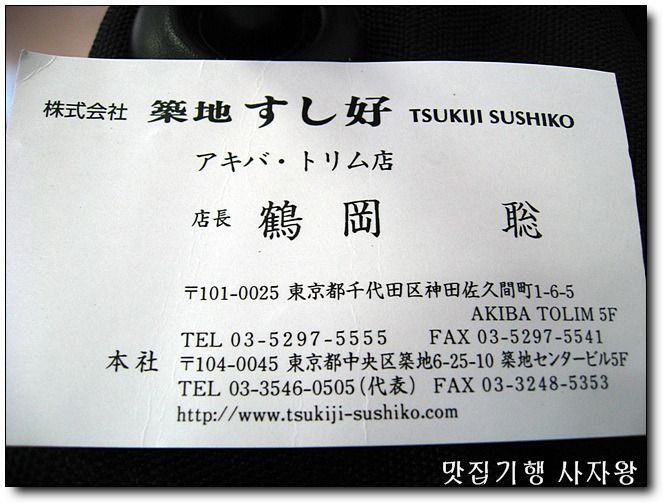 株式会社 築地すし好 TSUKIJI SUSHIKO
アキバ・トリム店
店長 鶴岡 聡
〒101-0025 東京都千代田区神田佐久間町1-6-5
AKIBA TOLIM 5F
TEL 03-5297-5555 FAX 03-5297-5541
本社 〒104-0045 東京都中央区築地6-25-10 築地センタービル5F
TEL 03-3546-0505(代表) FAX 03-3248-5353
http://www.tsukiji-sushiko.com
맛집기행 사자왕